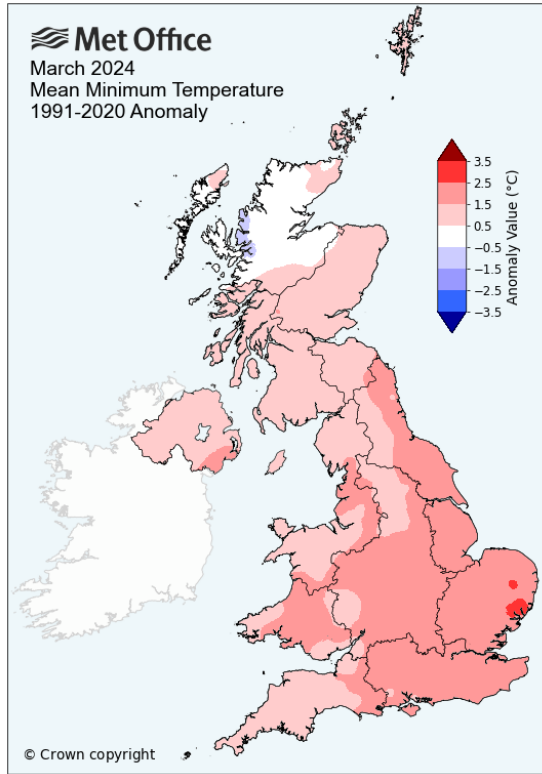 Met Office
March 2024
Mean Minimum Temperature
1991-2020 Anomaly
3.5
2.5
1.5
0.5
−0.5
−1.5
−2.5
−3.5
Anomaly Value (°C)
© Crown copyright